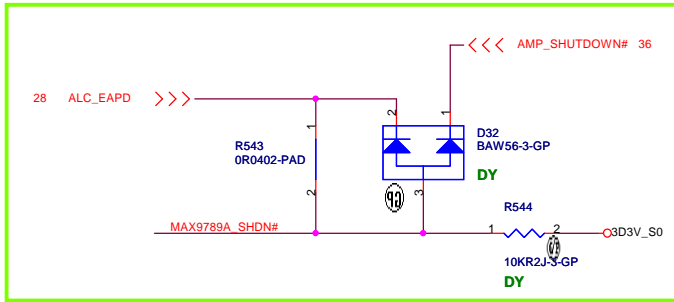 AMP_SHUTDOWN# 36
28 ALC_EAPD
2
1
1
R543
0R0402-PAD
D32
BAW56-3-GP
DY
2
3
GP
R544
MAX9789A_SHDN#
1
2
3D3V_S0
10KR2J-3-GP
DY